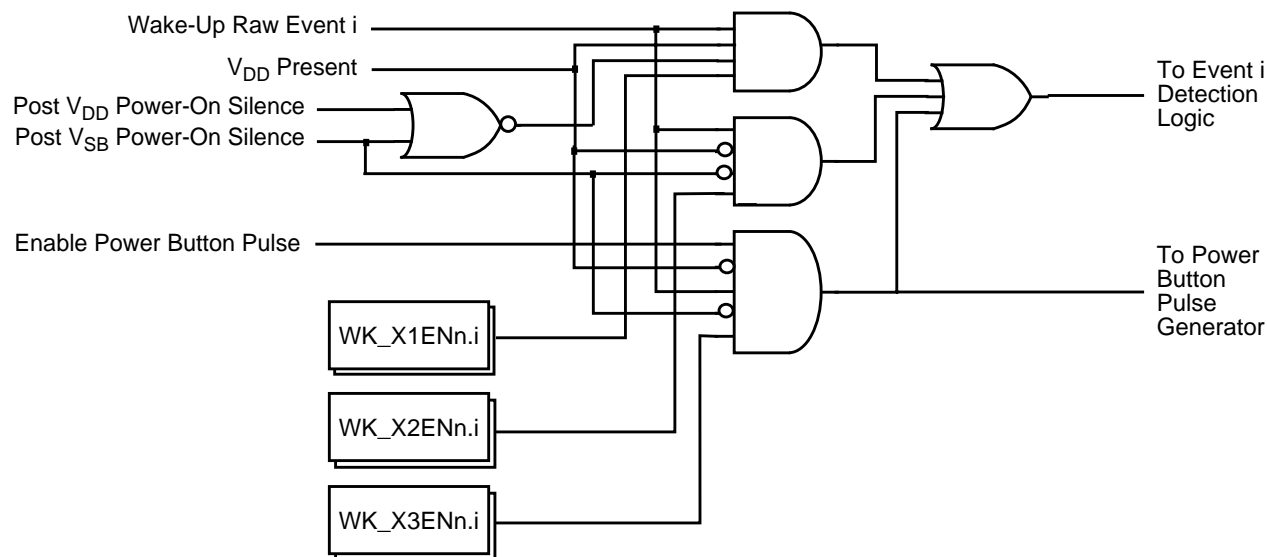 Wake-Up Raw Event i
VDD Present
Post VDD Power-On Silence
Post VSB Power-On Silence
Enable Power Button Pulse
WK_X1ENn.i
WK_X2ENn.i
WK_X3ENn.i
To Event i
Detection
Logic
To Power
Button
Pulse
Generator